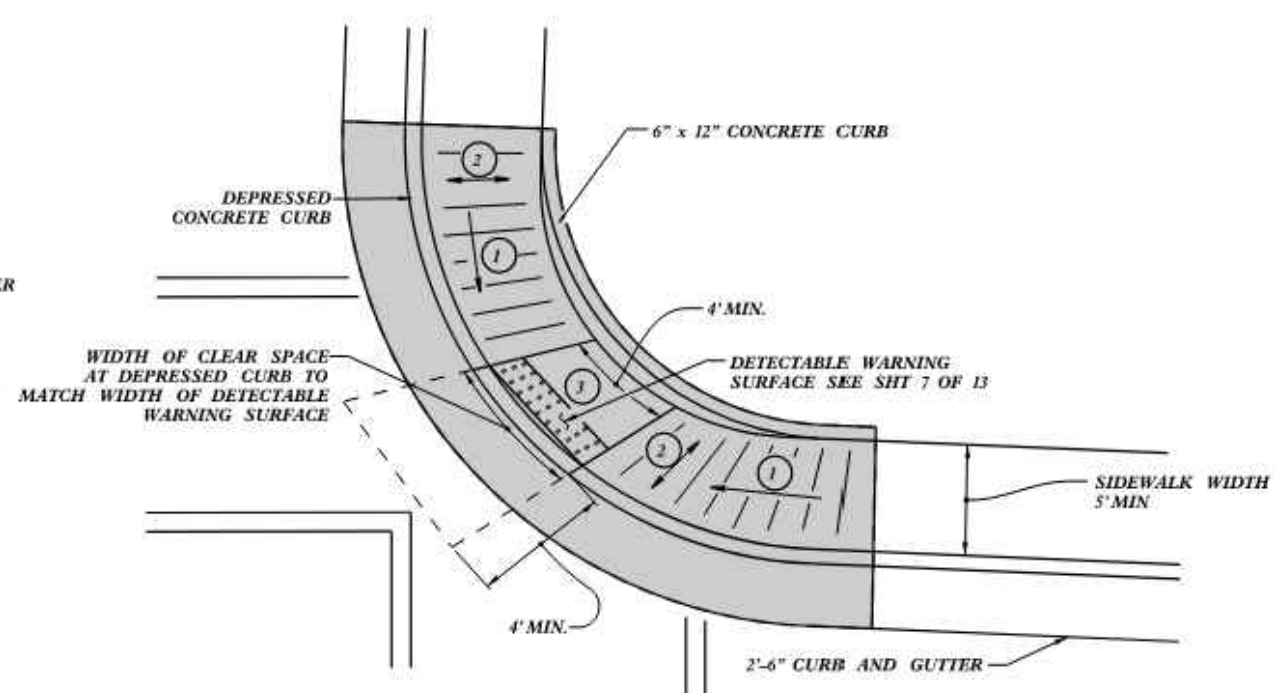 6" x 12" CONCRETE CURB
2
DEPRESSED
CONCRETE CURB
1
ER
4' MIN.
WIDTH OF CLEAR SPACE
AT DEPRESSED CURB TO
MATCH WIDTH OF DETECTABLE
WARNING SURFACE
DETECTABLE WARNING
SURFACE SEE SHT 7 OF 13
3
2
1
SIDEWALK WIDTH
5' MIN
4' MIN.
2'-6" CURB AND GUTTER